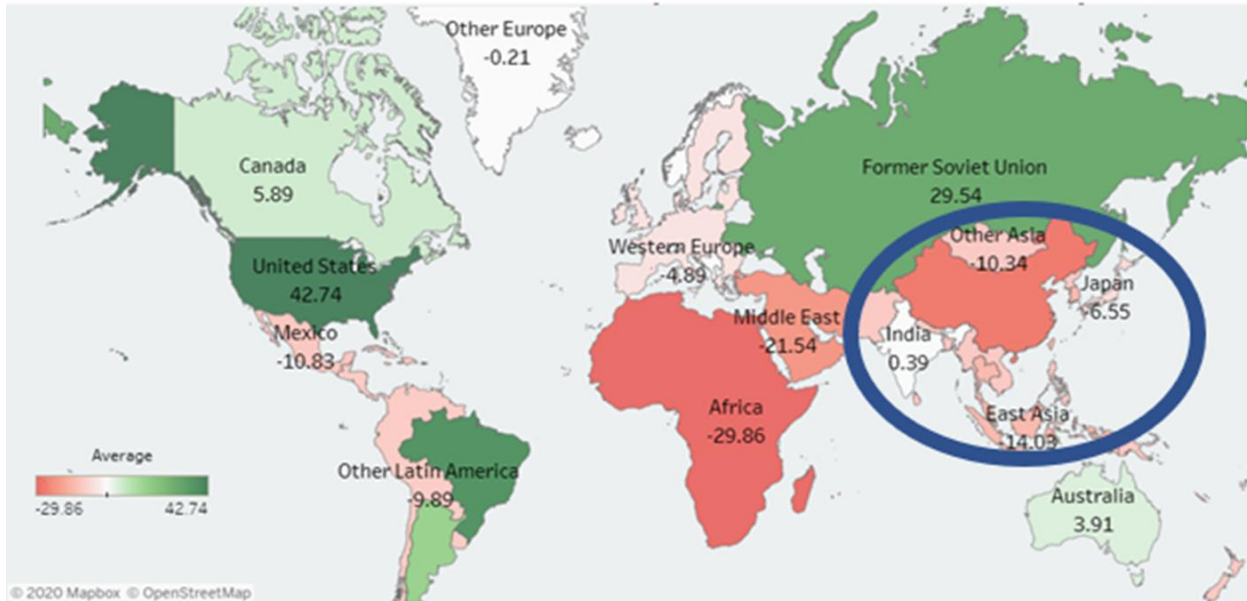 Other Europe
-0.21
Canada
5.89
Former Soviet Union
29.54
United States
42.74
Western Europe
-4.89
Other Asia
-10.34
Japan
-6.55
Mexico
-10.83
Middle East
-21.54
India
0.39
Africa
-29.86
East Asia
-14.03
Other Latin America
-9.89
Australia
3.91
Average
-29.86 42.74
© 2020 Mapbox © OpenStreetMap